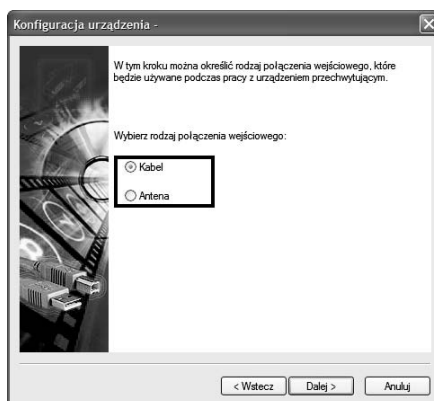 Konfiguracja urządzenia -
W tym kroku można określić rodzaj połączenia wejściowego, które
będzie używane podczas pracy z urządzeniem przechwytującym.
Wybierz rodzaj połączenia wejściowego:
Kabel
Antena
< Wstecz
Dalej >
Anuluj